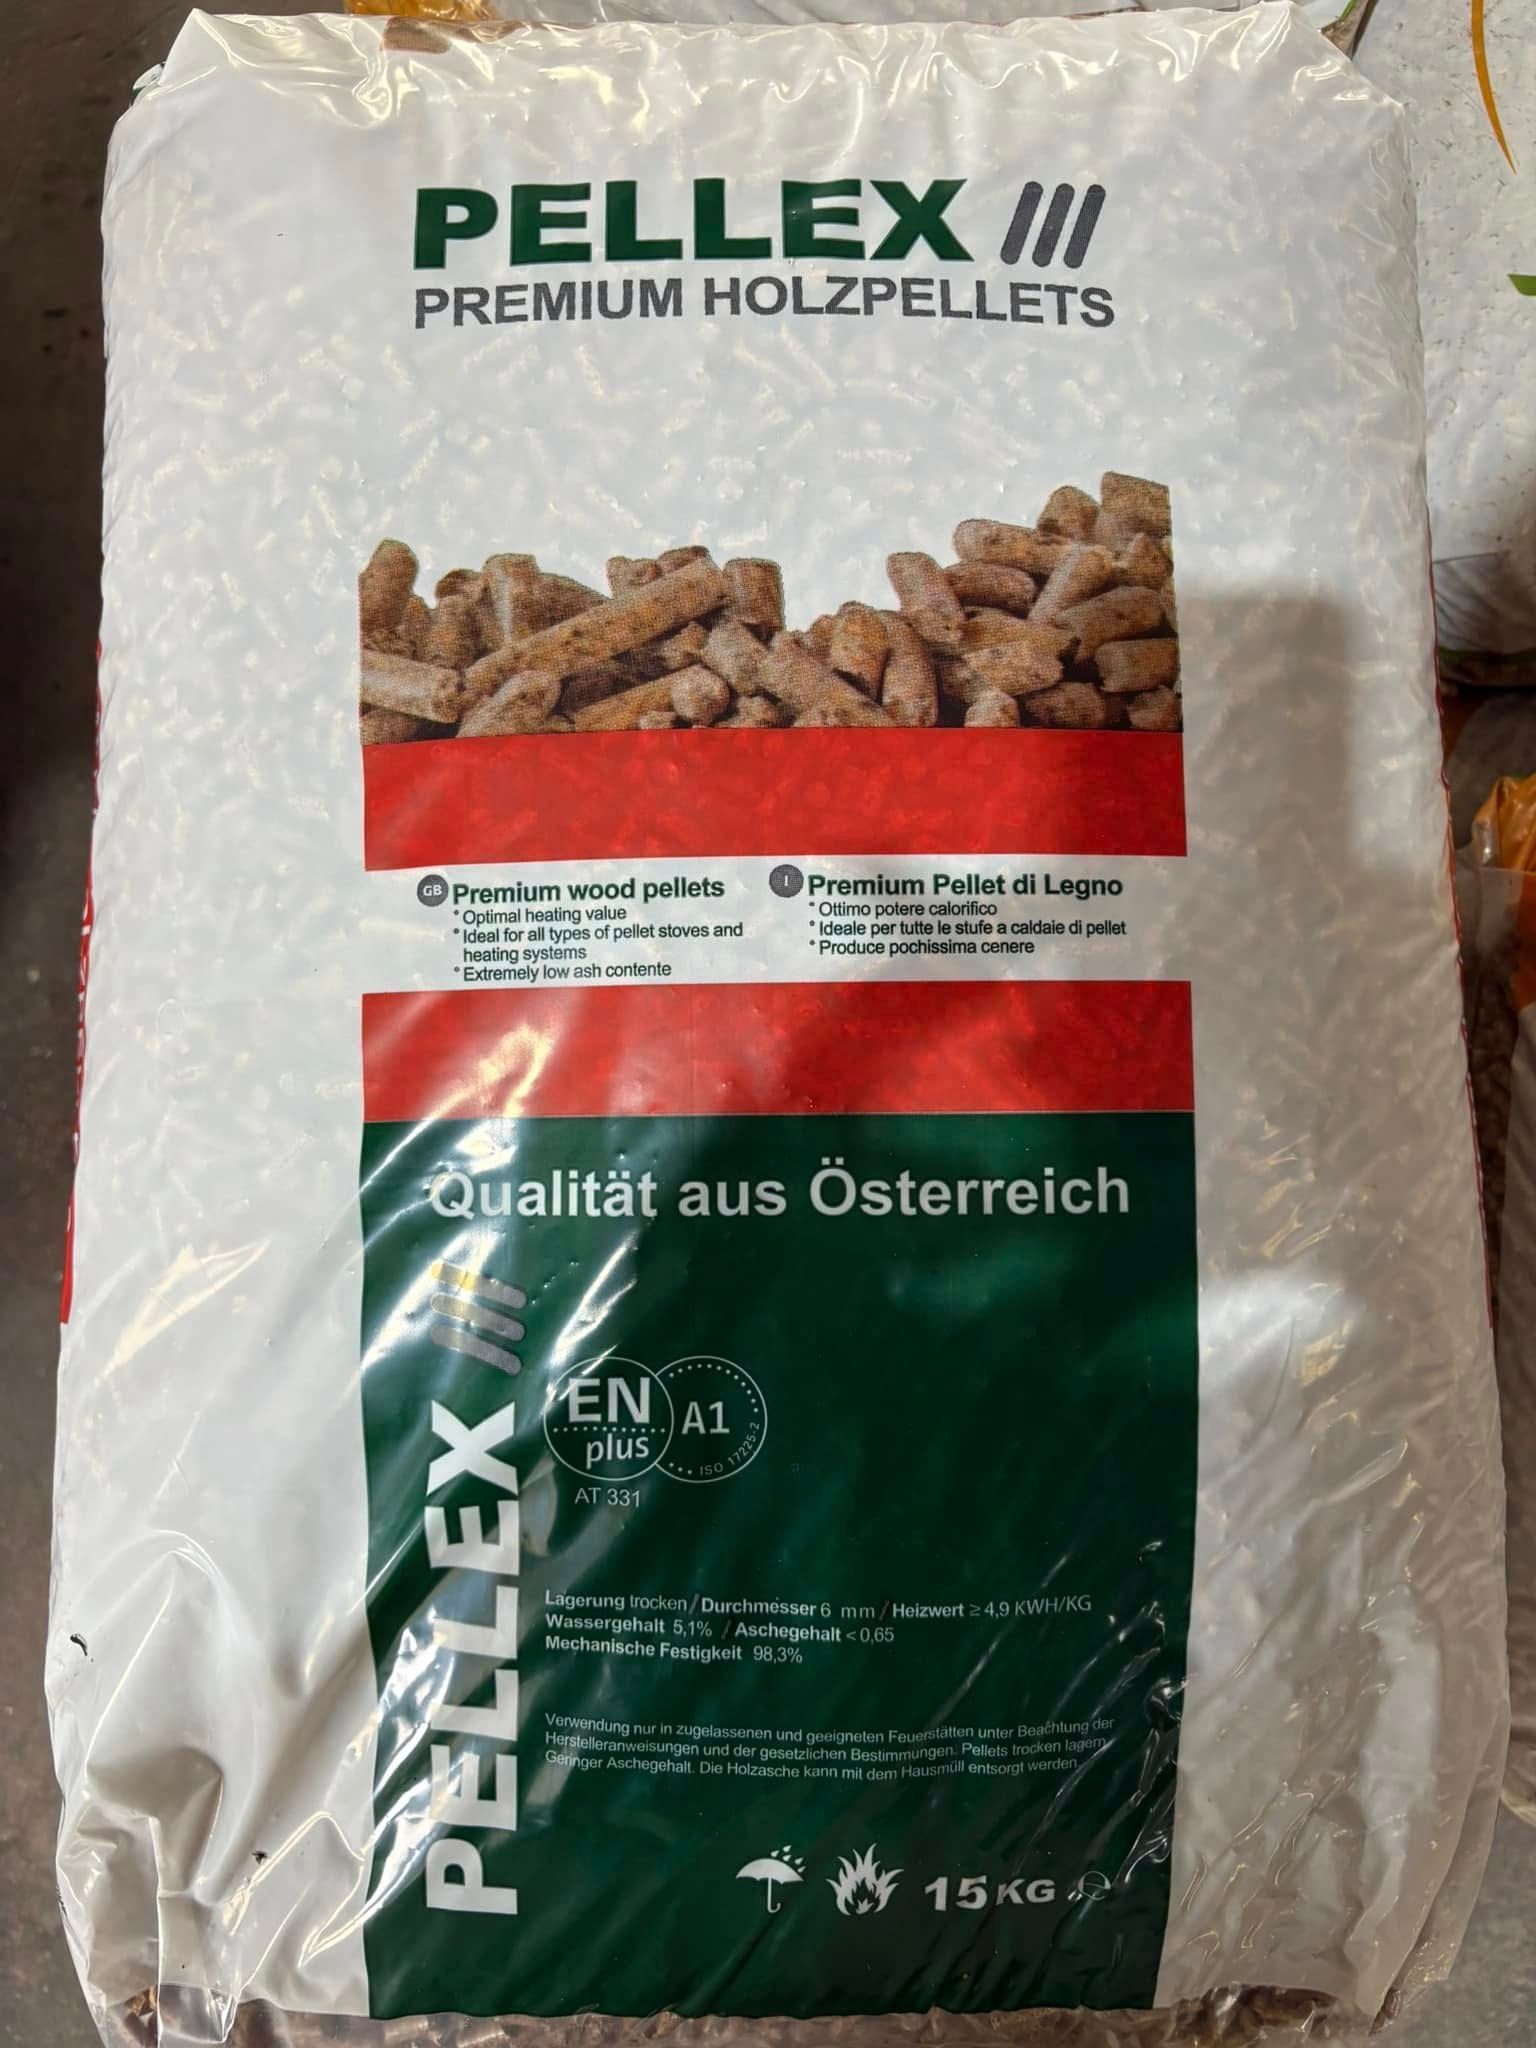 PELLEX
PREMIUM HOLZPELLETS
GB Premium wood pellets
° Optimal heating value
° Ideal for all types of pellet stoves and
heating systems
° Extremely low ash contente
I Premium Pellet di Legno
° Ottimo potere calorifico
° Ideale per tutte le stufe a caldaie di pellet
° Produce pochissima cenere
Qualität aus Österreich
PELLEX
EN
plus
A1
ISO 17225-2
AT 331
Lagerung trocken / Durchmesser 6 mm / Heizwert ≥ 4,9 KWH/KG
Wassergehalt 5,1% / Aschegehalt < 0,65
Mechanische Festigkeit 98,3%
Verwendung nur in zugelassenen und geeigneten Feuerstätten unter Beachtung der
Herstelleranweisungen und der gesetzlichen Bestimmungen. Pellets trocken lagern.
Geringer Aschegehalt. Die Holzasche kann mit dem Hausmüll entsorgt werden
15 KG